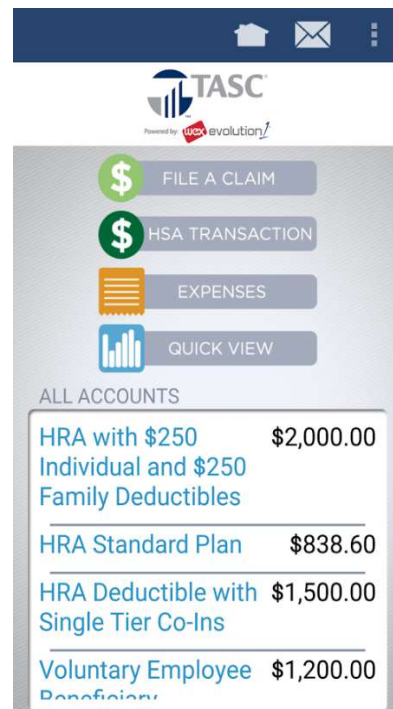 TASC
Powered by: wex evolution1
FILE A CLAIM
HSA TRANSACTION
EXPENSES
QUICK VIEW
ALL ACCOUNTS
HRA with $250 $2,000.00
Individual and $250
Family Deductibles
HRA Standard Plan $838.60
HRA Deductible with $1,500.00
Single Tier Co-Ins
Voluntary Employee $1,200.00
Beneficiary